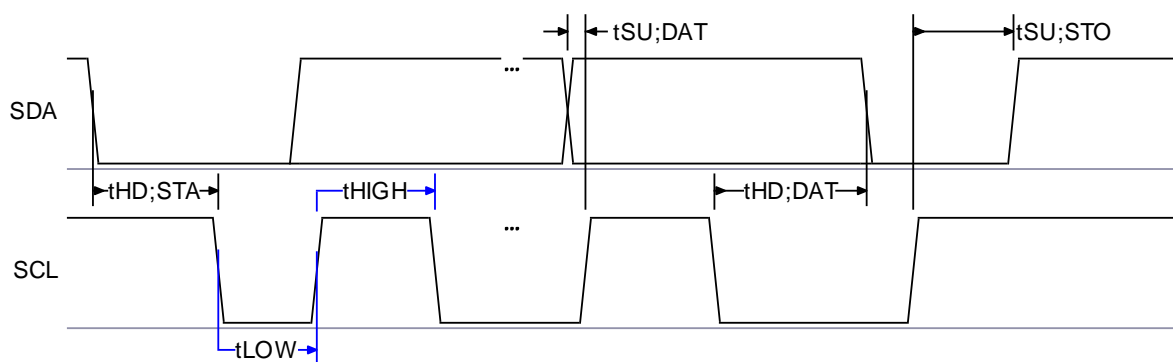 tSU;DAT
tSU;STO
...
SDA
tHD;STA
tHIGH
tHD;DAT
...
SCL
tLOW